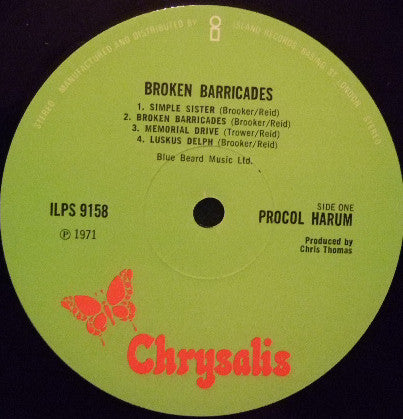 STEREO MANUFACTURED AND DISTRIBUTED BY i ISLAND RECORDS, BASING ST. LONDON. STEREO
BROKEN BARRICADES
1. SIMPLE SISTER (Brooker/Reid)
2. BROKEN BARRICADES (Brooker/Reid)
3. MEMORIAL DRIVE (Trower/Reid)
4. LUSKUS DELPH (Brooker/Reid)
Blue Beard Music Ltd.
ILPS 9158
SIDE ONE
PROCOL HARUM
℗ 1971
Produced by
Chris Thomas
Chrysalis